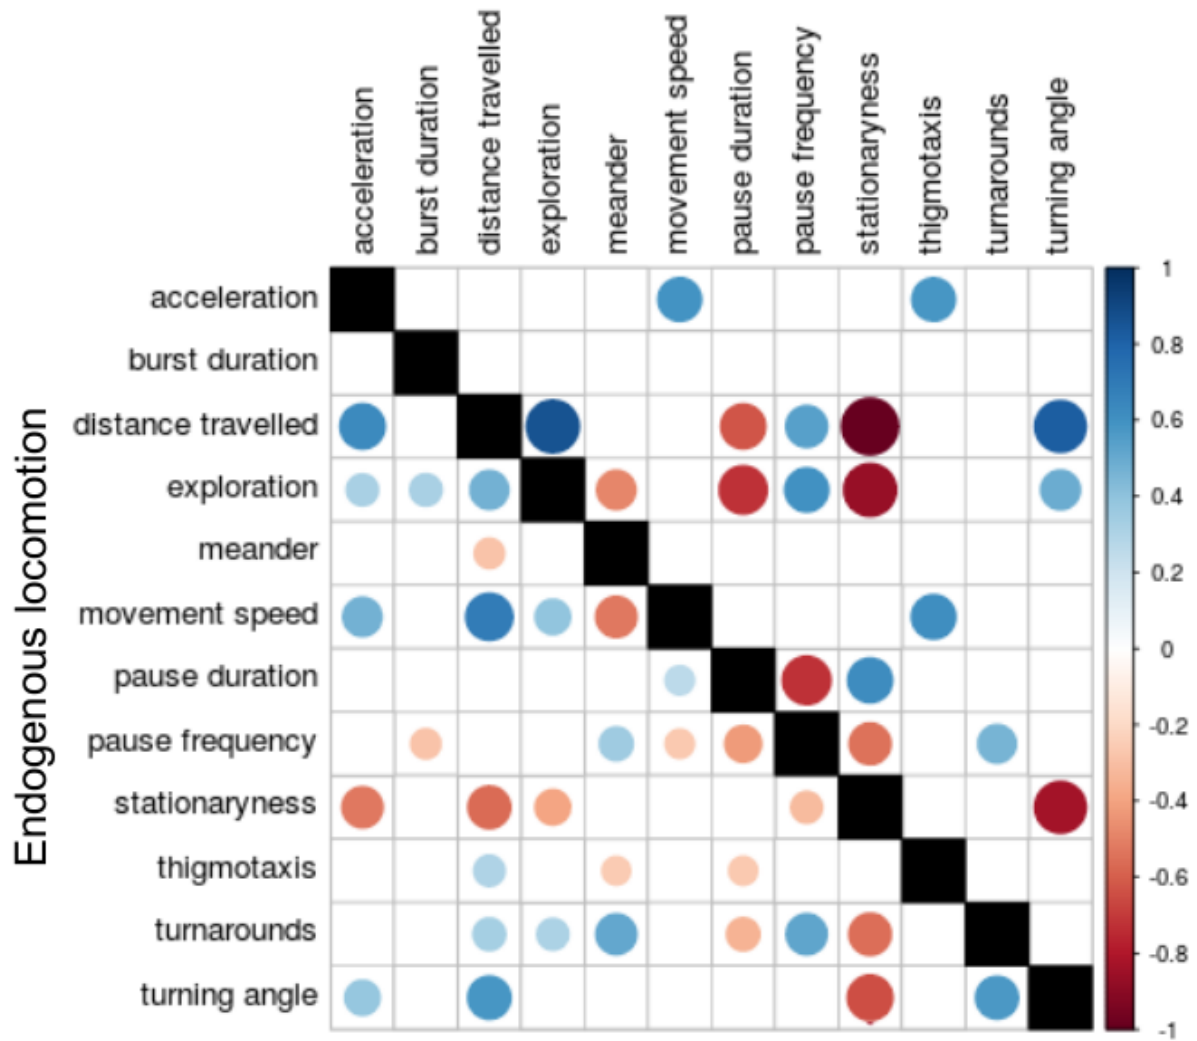 acceleration
burst duration
distance travelled
exploration
meander
movement speed
pause duration
pause frequency
stationaryness
thigmotaxis
turnarounds
turning angle
Endogenous locomotion
acceleration
burst duration
distance travelled
exploration
meander
movement speed
pause duration
pause frequency
stationaryness
thigmotaxis
turnarounds
turning angle
1
0.8
0.6
0.4
0.2
0
-0.2
-0.4
-0.6
-0.8
-1